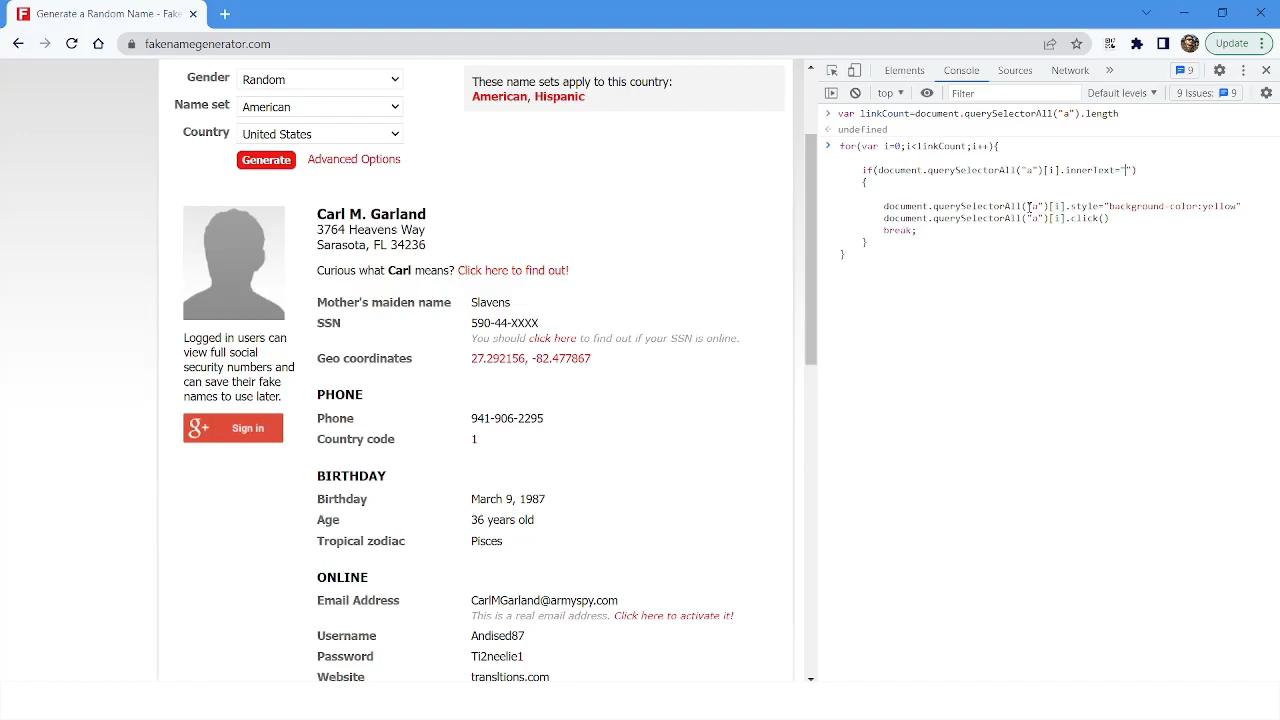 Generate a Random Name - Fake
fakenamegenerator.com
Update
Gender Random
Name set American
Country United States
Generate Advanced Options
These name sets apply to this country:
American, Hispanic
Carl M. Garland
3764 Heavens Way
Sarasota, FL 34236
Curious what Carl means? Click here to find out!
Mother's maiden name Slavens
SSN 590-44-XXXX
You should click here to find out if your SSN is online.
Geo coordinates 27.292156, -82.477867
Logged in users can
view full social
security numbers and
can save their fake
names to use later.
g+ Sign in
PHONE
Phone 941-906-2295
Country code 1
BIRTHDAY
Birthday March 9, 1987
Age 36 years old
Tropical zodiac Pisces
ONLINE
Email Address CarlMGarland@armyspy.com
This is a real email address. Click here to activate it!
Username Andised87
Password Ti2neelie1
Website transltions.com
Elements Console Sources Network 9
top Filter Default levels 9 Issues: 9
var linkCount=document.querySelectorAll("a").length
undefined
for(var i=0;i<linkCount;i++){
if(document.querySelectorAll("a")[i].innerText="")
{
document.querySelectorAll("a")[i].style="background-color:yellow"
document.querySelectorAll("a")[i].click()
break;
}
}